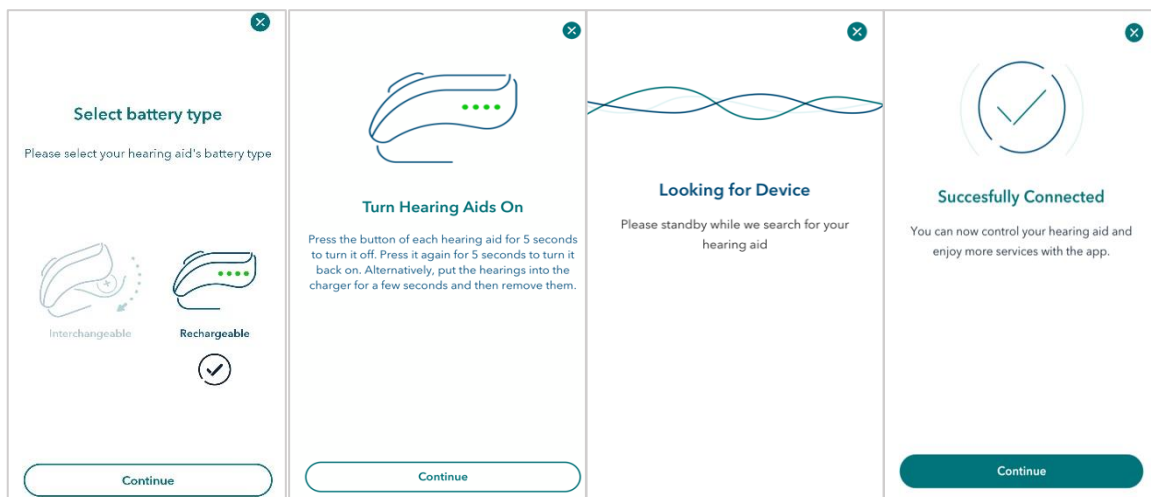 Select battery type
Please select your hearing aid's battery type
Interchangeable
Rechargeable
Continue
Turn Hearing Aids On
Press the button of each hearing aid for 5 seconds
to turn it off. Press it again for 5 seconds to turn it
back on. Alternatively, put the hearings into the
charger for a few seconds and then remove them.
Continue
Looking for Device
Please standby while we search for your
hearing aid
Succesfully Connected
You can now control your hearing aid and
enjoy more services with the app.
Continue